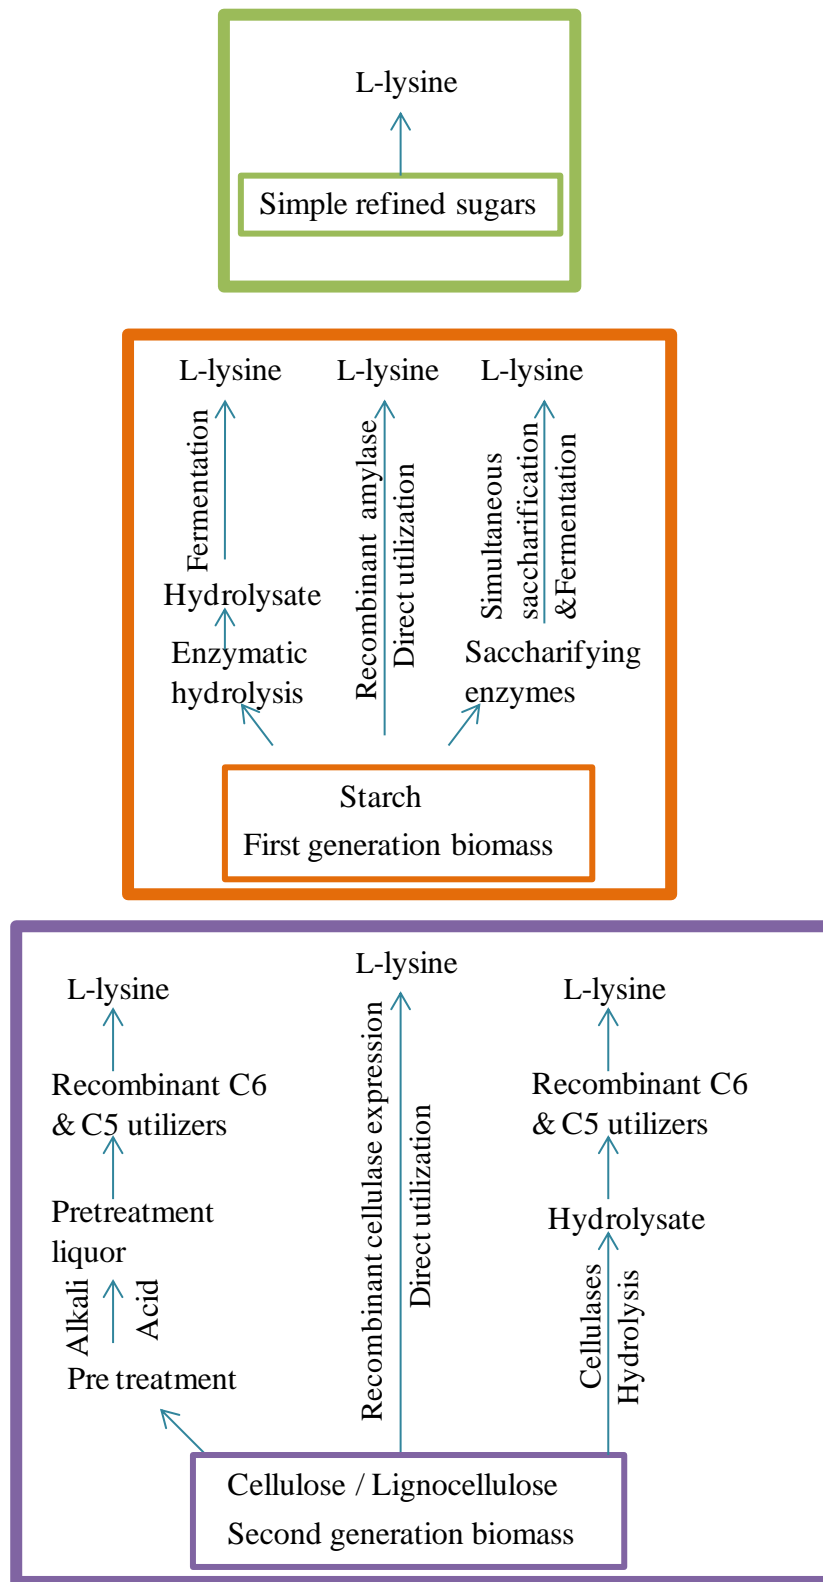 L-lysine
Simple refined sugars
L-lysine
L-lysine
L-lysine
Fermentation
Recombinant amylase
Direct utilization
Simultaneous
saccharification
&Fermentation
Hydrolysate
Enzymatic
hydrolysis
Saccharifying
enzymes
Starch
First generation biomass
L-lysine
L-lysine
L-lysine
Recombinant C6
& C5 utilizers
Recombinant cellulase expression
Direct utilization
Recombinant C6
& C5 utilizers
Pretreatment
liquor
Hydrolysate
Alkali
Acid
Cellulases
Hydrolysis
Pre treatment
Cellulose / Lignocellulose
Second generation biomass